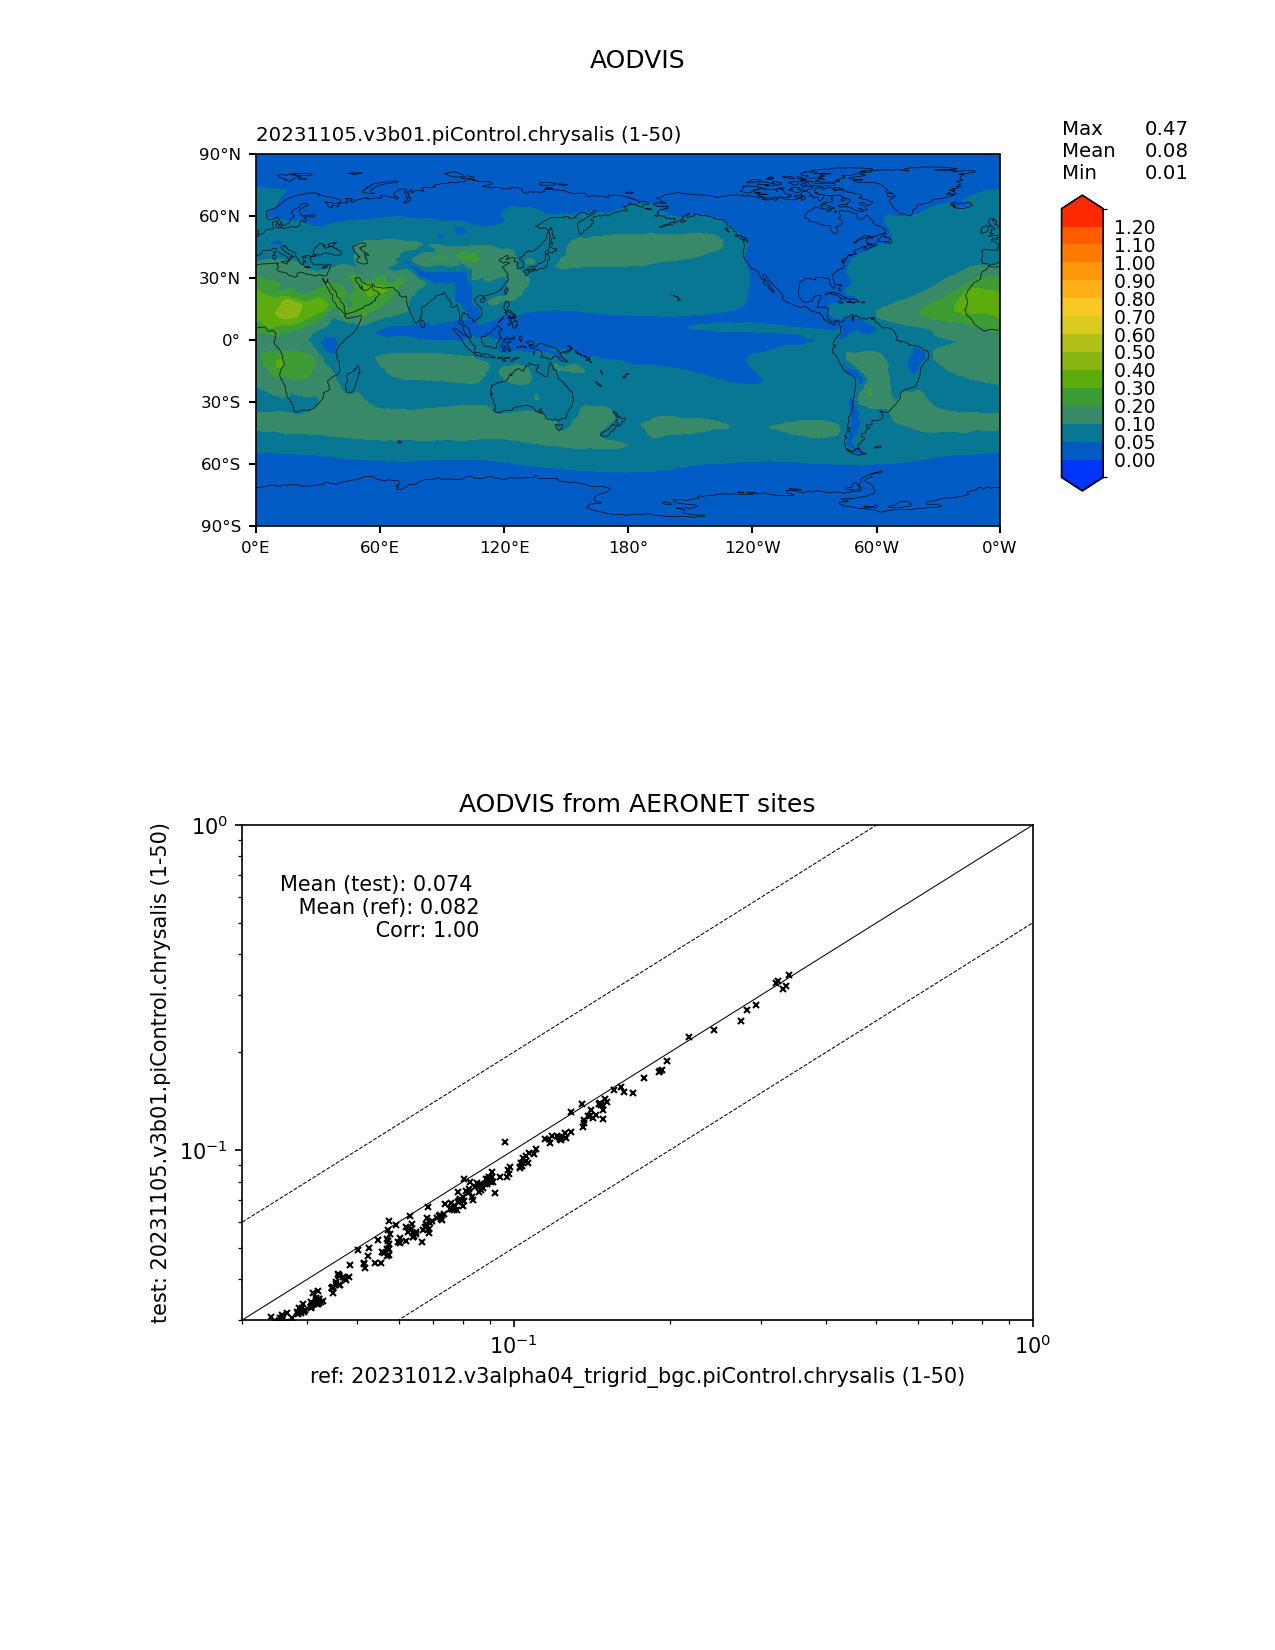 AODVIS
20231105.v3b01.piControl.chrysalis (1-50)
Max 0.47
Mean 0.08
Min 0.01
90°N
60°N
30°N
0°
30°S
60°S
90°S
0°E 60°E 120°E 180° 120°W 60°W 0°W
1.20
1.10
1.00
0.90
0.80
0.70
0.60
0.50
0.40
0.30
0.20
0.10
0.05
0.00
AODVIS from AERONET sites
test: 20231105.v3b01.piControl.chrysalis (1-50)
10⁰
10⁻¹
Mean (test): 0.074
Mean (ref): 0.082
Corr: 1.00
10⁻¹ 10⁰
ref: 20231012.v3alpha04_trigrid_bgc.piControl.chrysalis (1-50)